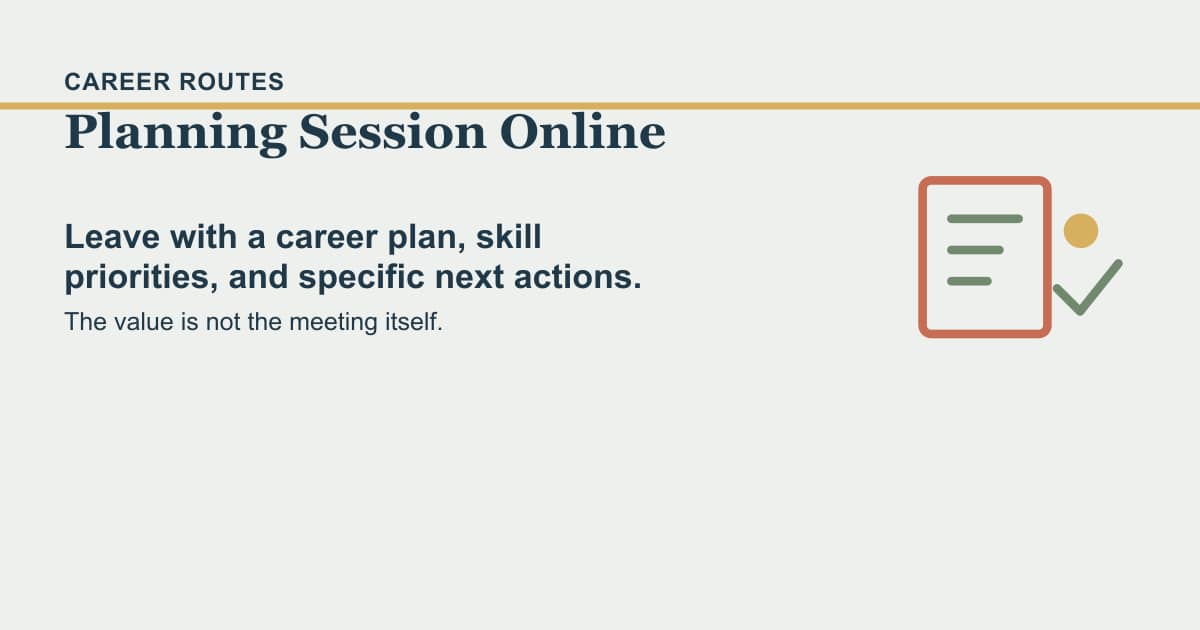 CAREER ROUTES
Planning Session Online
Leave with a career plan, skill
priorities, and specific next actions.
The value is not the meeting itself.